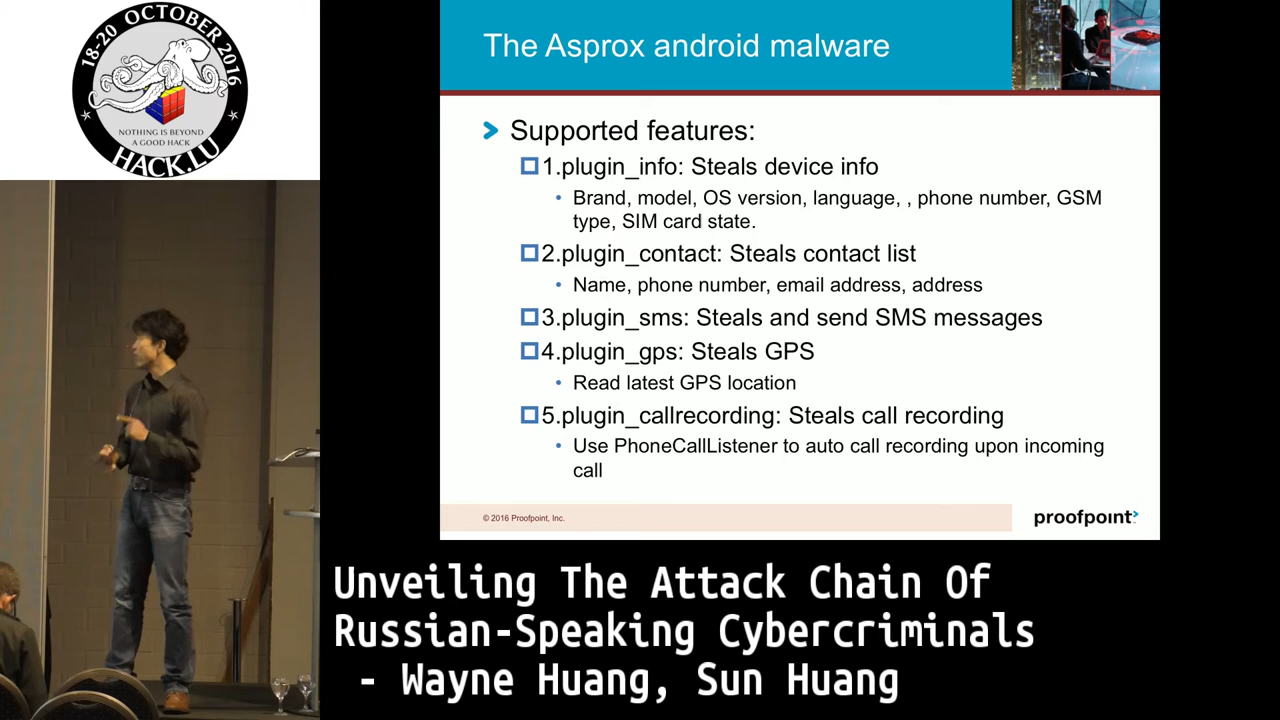 18-20 OCTOBER 2016
NOTHING IS BEYOND
A GOOD HACK
HACK.LU
The Asprox android malware
Supported features:
1.plugin_info: Steals device info
• Brand, model, OS version, language, , phone number, GSM
type, SIM card state.
2.plugin_contact: Steals contact list
• Name, phone number, email address, address
3.plugin_sms: Steals and send SMS messages
4.plugin_gps: Steals GPS
• Read latest GPS location
5.plugin_callrecording: Steals call recording
• Use PhoneCallListener to auto call recording upon incoming
call
© 2016 Proofpoint, Inc.
proofpoint
Unveiling The Attack Chain Of
Russian-Speaking Cybercriminals
- Wayne Huang, Sun Huang